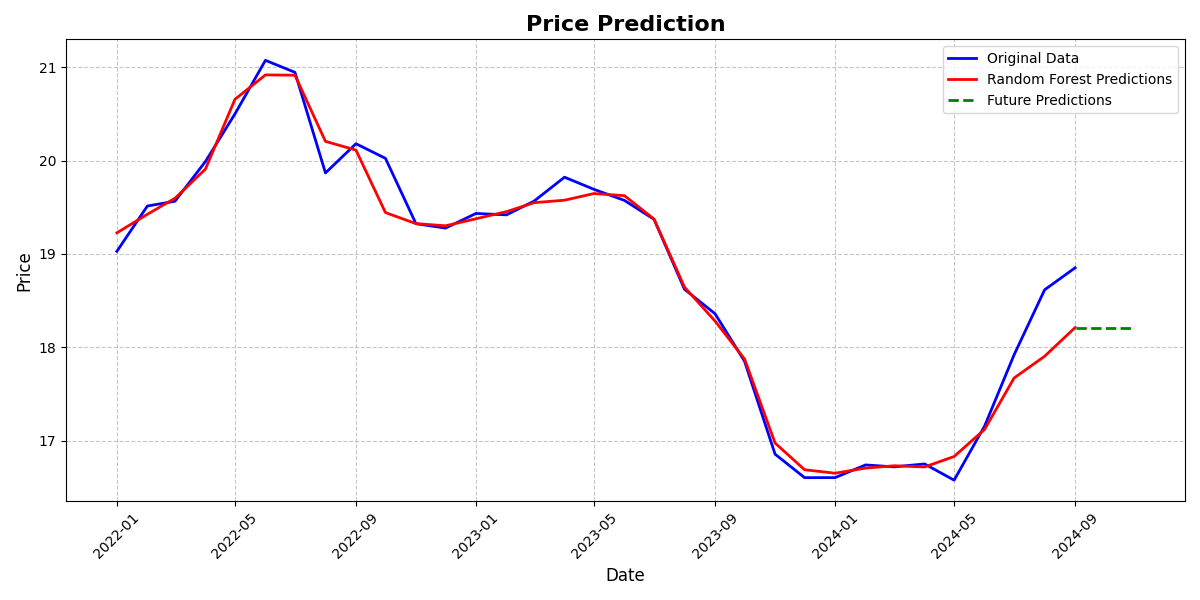 Price Prediction
Original Data
Random Forest Predictions
Future Predictions
Price
21
20
19
18
17
2022-01
2022-05
2022-09
2023-01
2023-05
2023-09
2024-01
2024-05
2024-09
Date